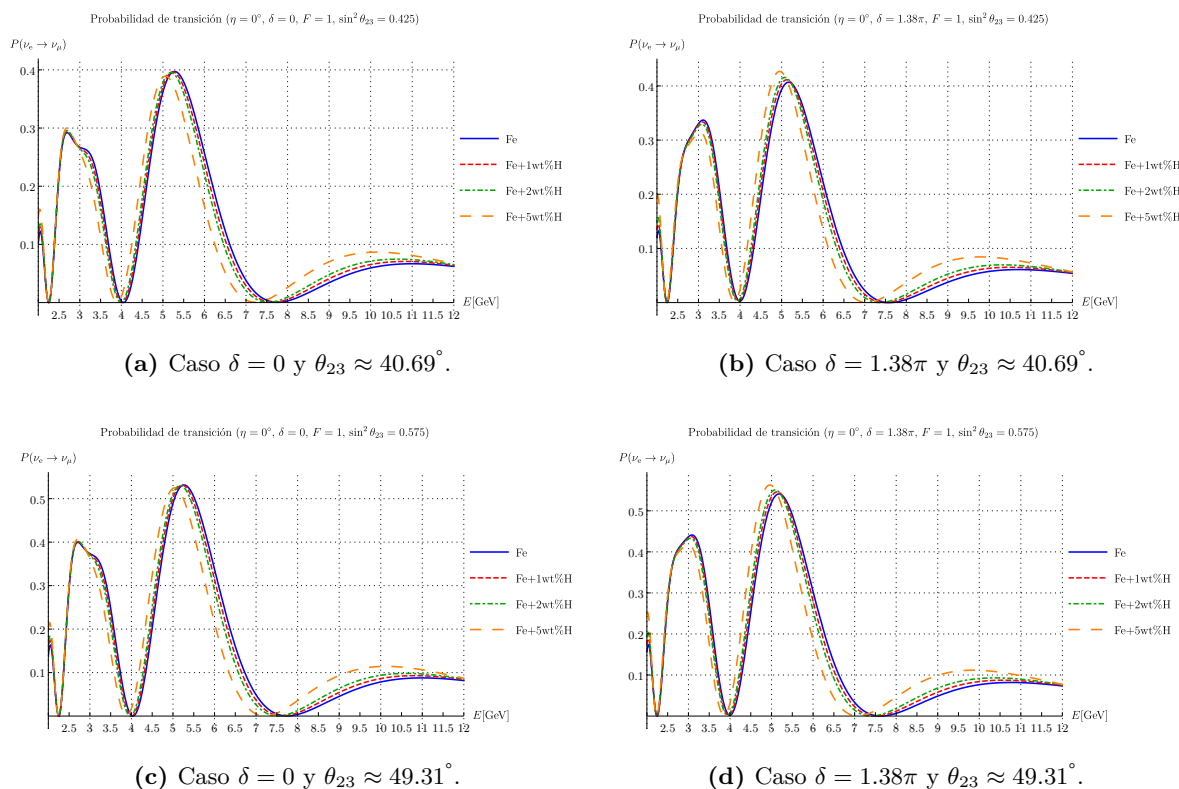 Probabilidad de transición (η = 0°, δ = 0, F = 1, sin² θ₂₃ = 0.425)
P(νₑ → ν_μ)
0.4
0.3
0.2
0.1
2.5 3 3.5 4 4.5 5 5.5 6 6.5 7 7.5 8 8.5 9 9.5 10 10.5 11 11.5 12
E[GeV]
Fe
Fe+1wt%H
Fe+2wt%H
Fe+5wt%H
(a) Caso δ = 0 y θ₂₃ ≈ 40.69°.
Probabilidad de transición (η = 0°, δ = 1.38π, F = 1, sin² θ₂₃ = 0.425)
P(νₑ → ν_μ)
0.4
0.3
0.2
0.1
2.5 3 3.5 4 4.5 5 5.5 6 6.5 7 7.5 8 8.5 9 9.5 10 10.5 11 11.5 12
E[GeV]
Fe
Fe+1wt%H
Fe+2wt%H
Fe+5wt%H
(b) Caso δ = 1.38π y θ₂₃ ≈ 40.69°.
Probabilidad de transición (η = 0°, δ = 0, F = 1, sin² θ₂₃ = 0.575)
P(νₑ → ν_μ)
0.5
0.4
0.3
0.2
0.1
2.5 3 3.5 4 4.5 5 5.5 6 6.5 7 7.5 8 8.5 9 9.5 10 10.5 11 11.5 12
E[GeV]
Fe
Fe+1wt%H
Fe+2wt%H
Fe+5wt%H
(c) Caso δ = 0 y θ₂₃ ≈ 49.31°.
Probabilidad de transición (η = 0°, δ = 1.38π, F = 1, sin² θ₂₃ = 0.575)
P(νₑ → ν_μ)
0.5
0.4
0.3
0.2
0.1
2.5 3 3.5 4 4.5 5 5.5 6 6.5 7 7.5 8 8.5 9 9.5 10 10.5 11 11.5 12
E[GeV]
Fe
Fe+1wt%H
Fe+2wt%H
Fe+5wt%H
(d) Caso δ = 1.38π y θ₂₃ ≈ 49.31°.